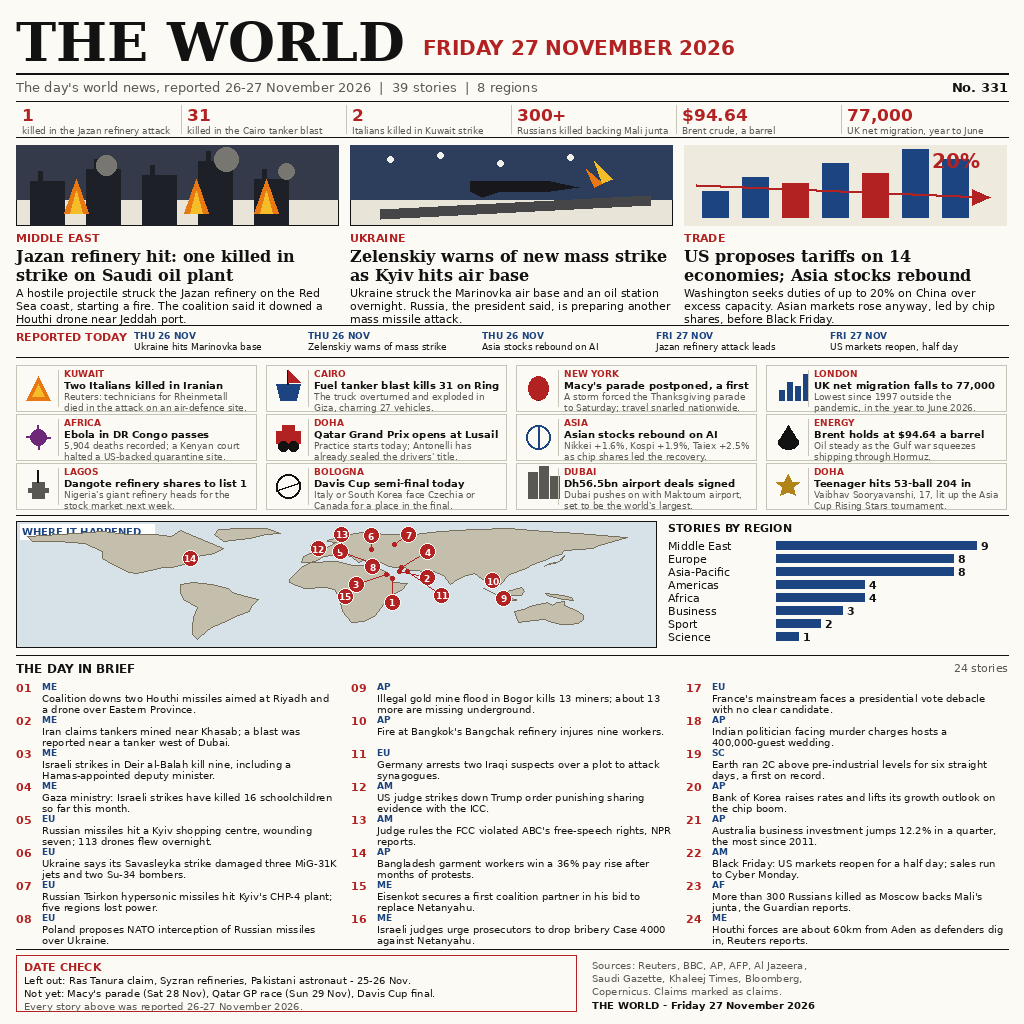 THE WORLD FRIDAY 27 NOVEMBER 2026
The day's world news, reported 26-27 November 2026 | 39 stories | 8 regions
No. 331
1
killed in the Jazan refinery attack
31
killed in the Cairo tanker blast
2
Italians killed in Kuwait strike
300+
Russians killed backing Mali junta
$94.64
Brent crude, a barrel
77,000
UK net migration, year to June
20%
MIDDLE EAST
Jazan refinery hit: one killed in
strike on Saudi oil plant
A hostile projectile struck the Jazan refinery on the Red
Sea coast, starting a fire. The coalition said it downed a
Houthi drone near Jeddah port.
UKRAINE
Zelenskiy warns of new mass strike
as Kyiv hits air base
Ukraine struck the Marinovka air base and an oil station
overnight. Russia, the president said, is preparing another
mass missile attack.
TRADE
US proposes tariffs on 14
economies; Asia stocks rebound
Washington seeks duties of up to 20% on China over
excess capacity. Asian markets rose anyway, led by chip
shares, before Black Friday.
REPORTED TODAY
THU 26 NOV
Ukraine hits Marinovka base
THU 26 NOV
Zelenskiy warns of mass strike
THU 26 NOV
Asia stocks rebound on AI
FRI 27 NOV
Jazan refinery attack leads
FRI 27 NOV
US markets reopen, half day
KUWAIT
Two Italians killed in Iranian
Reuters: technicians for Rheinmetall
died in the attack on an air-defence site.
CAIRO
Fuel tanker blast kills 31 on Ring
The truck overturned and exploded in
Giza, charring 27 vehicles.
NEW YORK
Macy's parade postponed, a first
A storm forced the Thanksgiving parade
to Saturday; travel snarled nationwide.
LONDON
UK net migration falls to 77,000
Lowest since 1997 outside the
pandemic, in the year to June 2026.
AFRICA
Ebola in DR Congo passes
5,904 deaths recorded; a Kenyan court
halted a US-backed quarantine site.
DOHA
Qatar Grand Prix opens at Lusail
Practice starts today; Antonelli has
already sealed the drivers' title.
ASIA
Asian stocks rebound on AI
Nikkei +1.6%, Kospi +1.9%, Taiex +2.5%
as chip shares led the recovery.
ENERGY
Brent holds at $94.64 a barrel
Oil steady as the Gulf war squeezes
shipping through Hormuz.
LAGOS
Dangote refinery shares to list 1
Nigeria's giant refinery heads for the
stock market next week.
BOLOGNA
Davis Cup semi-final today
Italy or South Korea face Czechia or
Canada for a place in the final.
DUBAI
Dh56.5bn airport deals signed
Dubai pushes on with Maktoum airport,
set to be the world's largest.
DOHA
Teenager hits 53-ball 204 in
Vaibhav Sooryavanshi, 17, lit up the Asia
Cup Rising Stars tournament.
WHERE IT HAPPENED
13
6
7
12
5
4
14
8
2
10
3
15
11
1
9
STORIES BY REGION
Middle East 9
Europe 8
Asia-Pacific 8
Americas 4
Africa 4
Business 3
Sport 2
Science 1
THE DAY IN BRIEF
24 stories
01 ME
Coalition downs two Houthi missiles aimed at Riyadh and
a drone over Eastern Province.
02 ME
Iran claims tankers mined near Khasab; a blast was
reported near a tanker west of Dubai.
03 ME
Israeli strikes in Deir al-Balah kill nine, including a
Hamas-appointed deputy minister.
04 ME
Gaza ministry: Israeli strikes have killed 16 schoolchildren
so far this month.
05 EU
Russian missiles hit a Kyiv shopping centre, wounding
seven; 113 drones flew overnight.
06 EU
Ukraine says its Savasleyka strike damaged three MiG-31K
jets and two Su-34 bombers.
07 EU
Russian Tsirkon hypersonic missiles hit Kyiv's CHP-4 plant;
five regions lost power.
08 EU
Poland proposes NATO interception of Russian missiles
over Ukraine.
09 AP
Illegal gold mine flood in Bogor kills 13 miners; about 13
more are missing underground.
10 AP
Fire at Bangkok's Bangchak refinery injures nine workers.
11 EU
Germany arrests two Iraqi suspects over a plot to attack
synagogues.
12 AM
US judge strikes down Trump order punishing sharing
evidence with the ICC.
13 AM
Judge rules the FCC violated ABC's free-speech rights, NPR
reports.
14 AP
Bangladesh garment workers win a 36% pay rise after
months of protests.
15 ME
Eisenkot secures a first coalition partner in his bid to
replace Netanyahu.
16 ME
Israeli judges urge prosecutors to drop bribery Case 4000
against Netanyahu.
17 EU
France's mainstream faces a presidential vote debacle
with no clear candidate.
18 AP
Indian politician facing murder charges hosts a
400,000-guest wedding.
19 SC
Earth ran 2C above pre-industrial levels for six straight
days, a first on record.
20 AP
Bank of Korea raises rates and lifts its growth outlook on
the chip boom.
21 AP
Australia business investment jumps 12.2% in a quarter,
the most since 2011.
22 AM
Black Friday: US markets reopen for a half day; sales run
to Cyber Monday.
23 AF
More than 300 Russians killed as Moscow backs Mali's
junta, the Guardian reports.
24 ME
Houthi forces are about 60km from Aden as defenders dig
in, Reuters reports.
DATE CHECK
Left out: Ras Tanura claim, Syzran refineries, Pakistani astronaut - 25-26 Nov.
Not yet: Macy's parade (Sat 28 Nov), Qatar GP race (Sun 29 Nov), Davis Cup final.
Every story above was reported 26-27 November 2026.
Sources: Reuters, BBC, AP, AFP, Al Jazeera,
Saudi Gazette, Khaleej Times, Bloomberg,
Copernicus. Claims marked as claims.
THE WORLD - Friday 27 November 2026